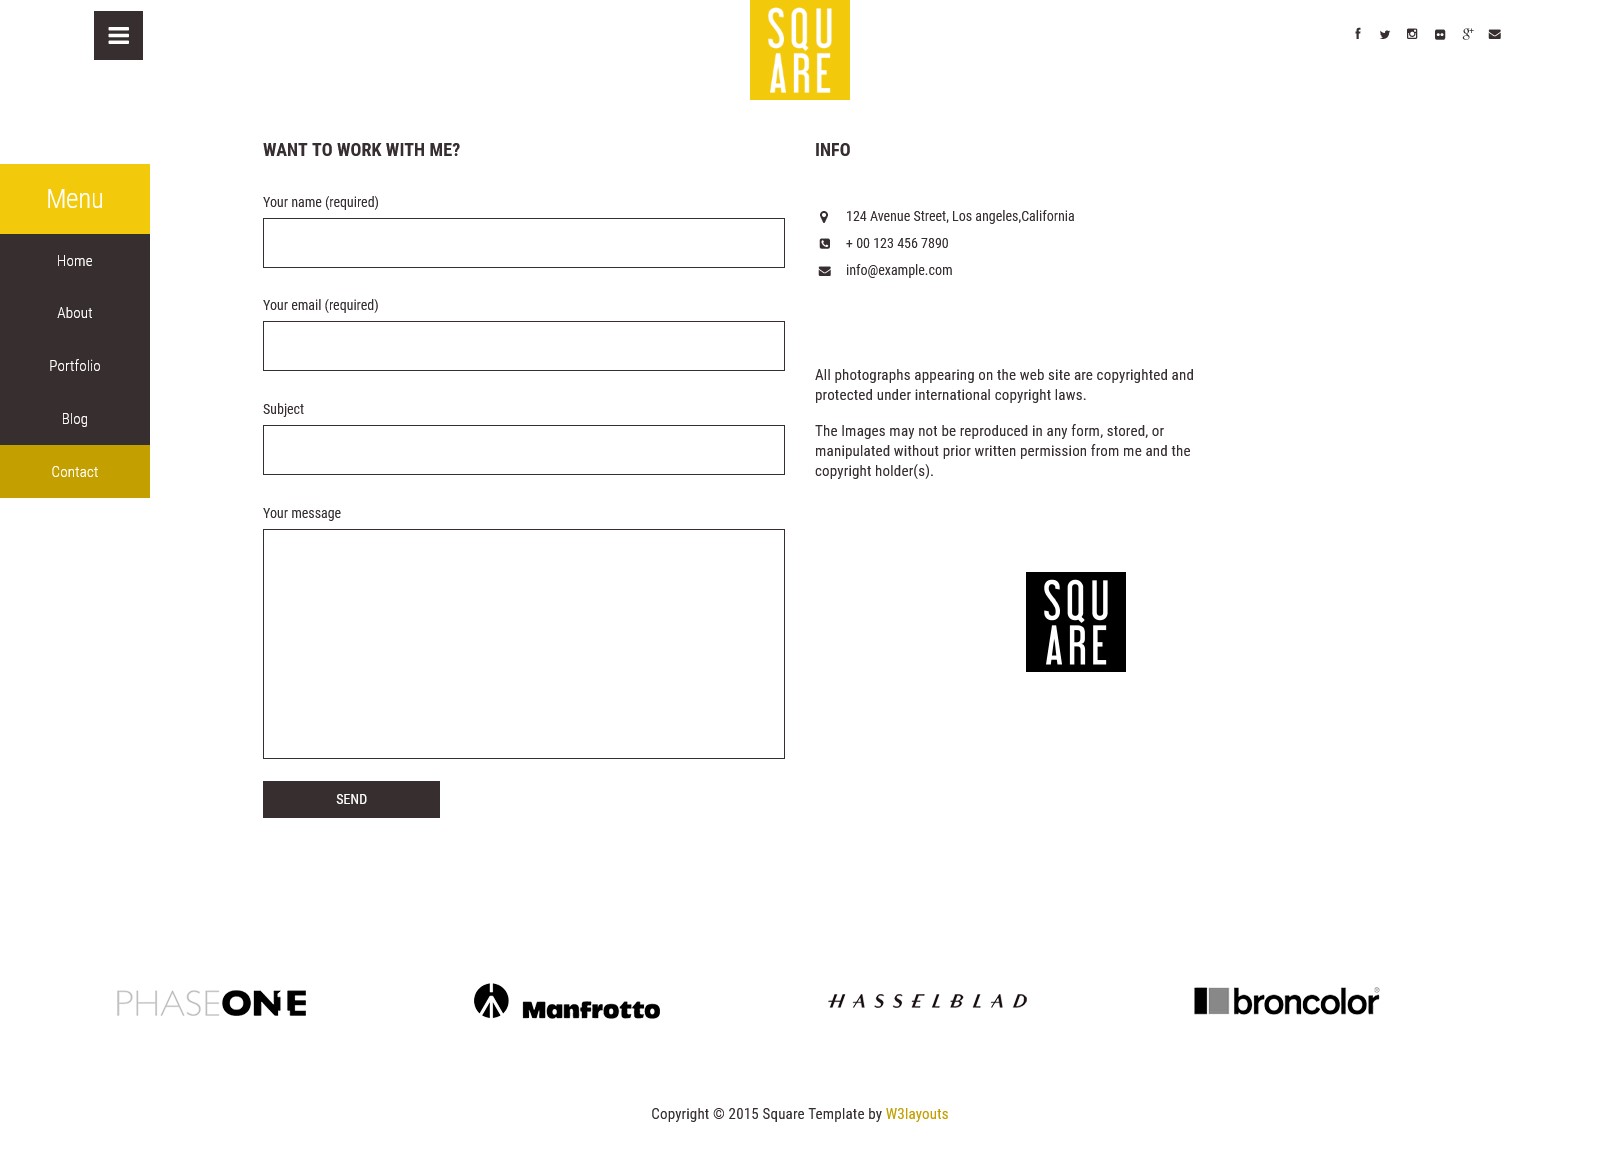 SQU
ARE
WANT TO WORK WITH ME?
Your name (required)
Your email (required)
Subject
Your message
SEND
INFO
124 Avenue Street, Los angeles,California
+ 00 123 456 7890
info@example.com
All photographs appearing on the web site are copyrighted and
protected under international copyright laws.
The Images may not be reproduced in any form, stored, or
manipulated without prior written permission from me and the
copyright holder(s).
SQU
ARE
Menu
Home
About
Portfolio
Blog
Contact
PHASEONE
Manfrotto
HASSELBLAD
broncolor®
Copyright © 2015 Square Template by W3layouts